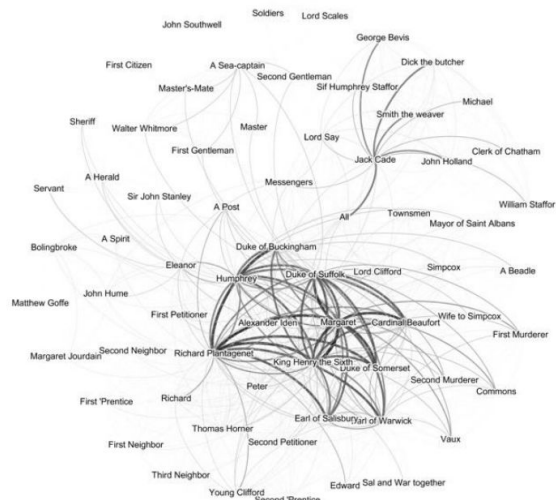 Soldiers
Lord Scales
John Southwell
George Bevis
First Citizen
A Sea-captain
Dick the butcher
Second Gentleman
Master's-Mate
Sif Humphrey Staffor
Michael
Smith the weaver
Sheriff
Walter Whitmore
Master
Lord Say
First Gentleman
Jack Cade
John Holland
Clerk of Chatham
A Herald
Messengers
Servant
Sir John Stanley
A Post
William Staffor
All
Townsmen
Mayor of Saint Albans
A Spirit
Bolingbroke
Duke of Buckingham
Eleanor
Humphrey
Duke of Suffolk
Lord Clifford
Simpcox
A Beadle
John Hume
Matthew Goffe
First Petitioner
Alexander Iden
Margaret
Cardinal Beaufort
Wife to Simpcox
First Murderer
Margaret Jourdain
Second Neighbor
Richard Plantagenet
King Henry the Sixth
Duke of Somerset
Second Murderer
Peter
Commons
First 'Prentice
Richard
Earl of Salisbury
Earl of Warwick
Thomas Horner
Vaux
First Neighbor
Second Petitioner
Third Neighbor
Edward
Sal and War together
Young Clifford
Second 'Prentice